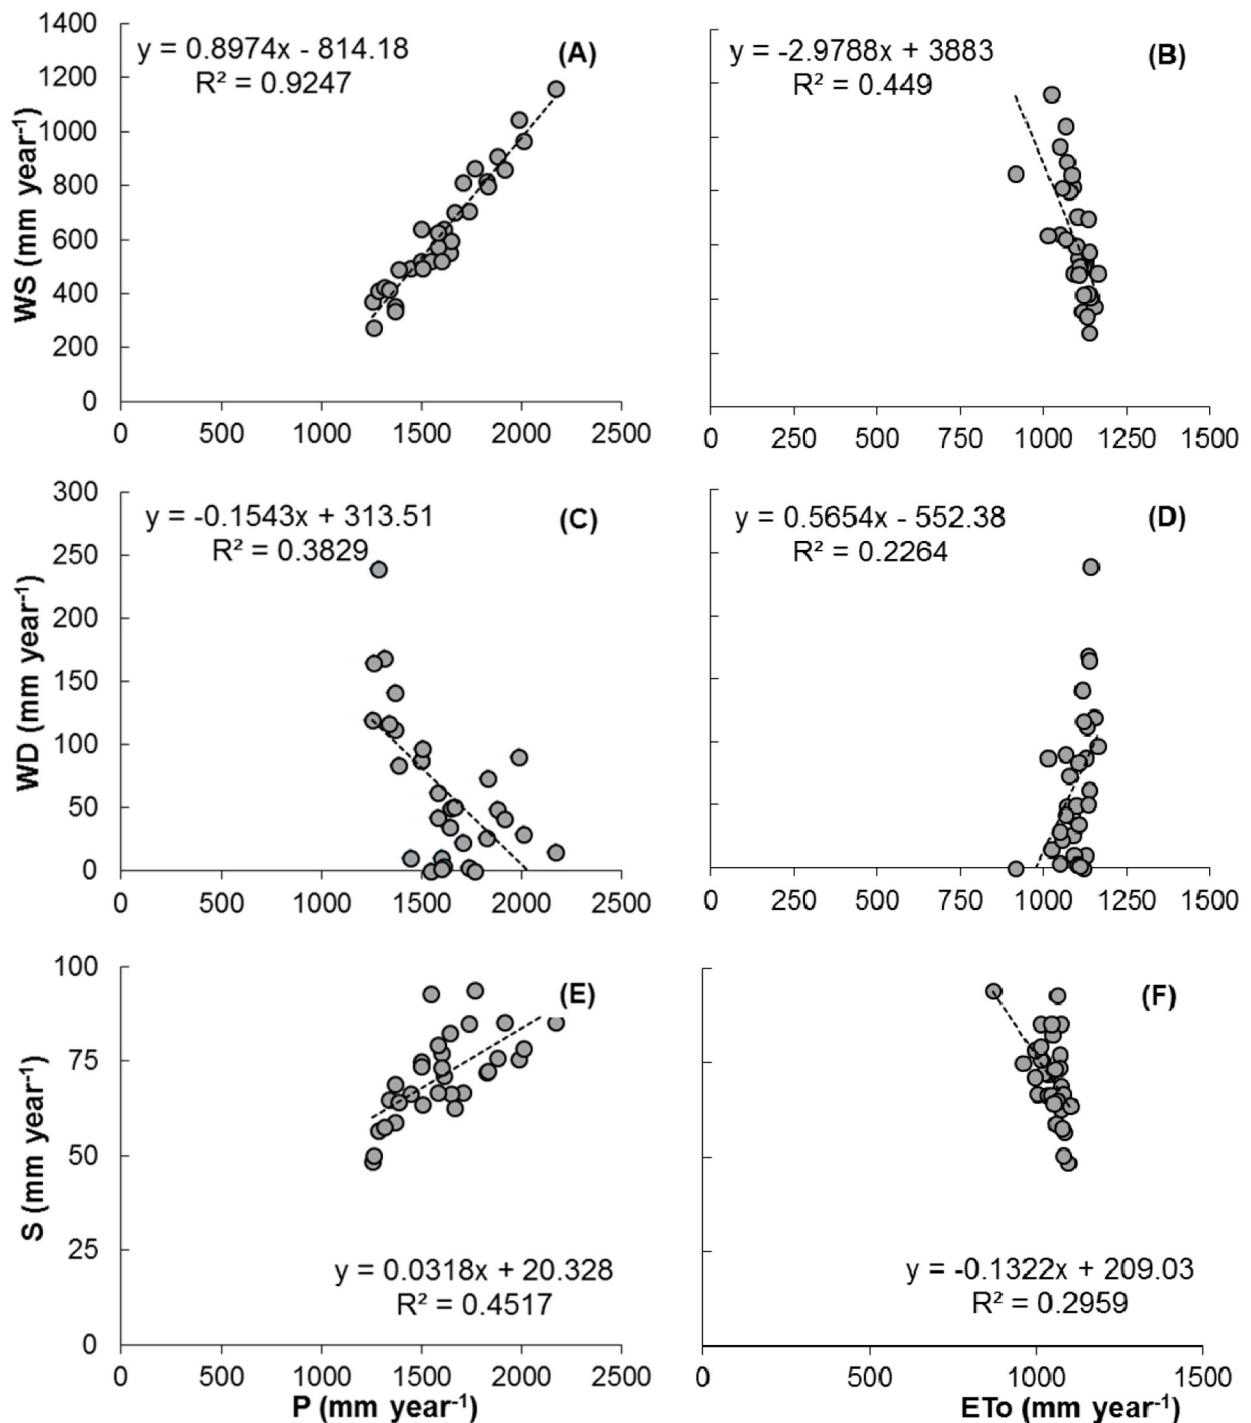 y = 0.8974x - 814.18
R² = 0.9247
(A)
1400
1200
1000
800
600
400
200
0
WS (mm year⁻¹)
0 500 1000 1500 2000 2500
y = -2.9788x + 3883
R² = 0.449
(B)
0 250 500 750 1000 1250 1500
y = -0.1543x + 313.51
R² = 0.3829
(C)
300
250
200
150
100
50
0
WD (mm year⁻¹)
0 500 1000 1500 2000 2500
y = 0.5654x - 552.38
R² = 0.2264
(D)
0 250 500 750 1000 1250 1500
(E)
100
75
50
25
0
S (mm year⁻¹)
y = 0.0318x + 20.328
R² = 0.4517
0 500 1000 1500 2000 2500
P (mm year⁻¹)
(F)
y = -0.1322x + 209.03
R² = 0.2959
0 500 1000 1500
ETo (mm year⁻¹)